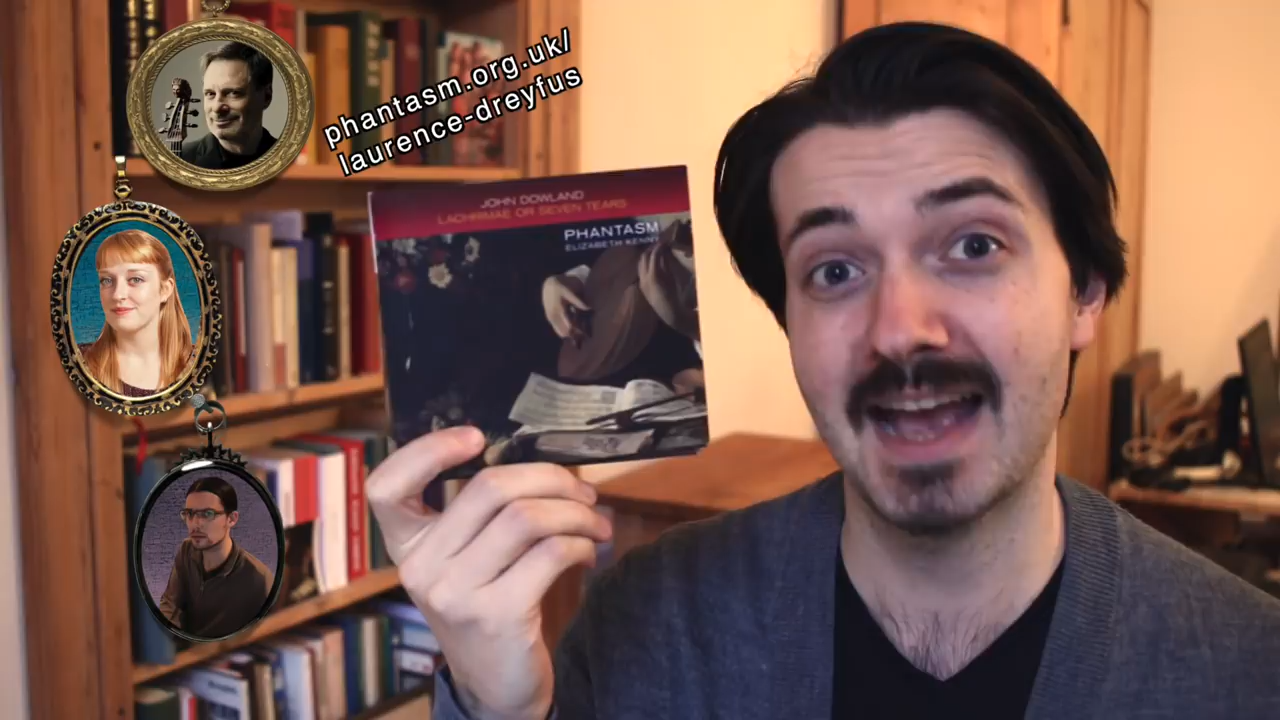 phantasm.org.uk/
laurence-dreyfus
JOHN DOWLAND
LACHRIMAE OR SEVEN TEARS
PHANTASM
ELIZABETH KENNY